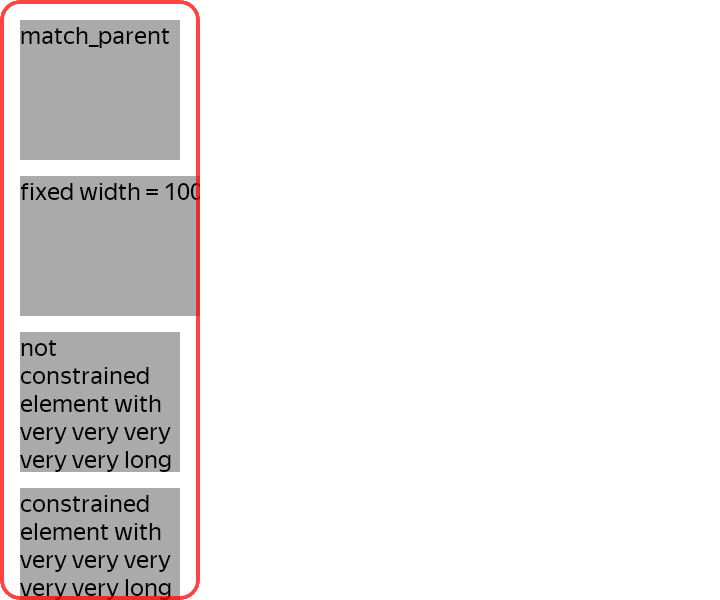 match_parent
fixed width = 100
not
constrained
element with
very very very
very very long
constrained
element with
very very very
very very long